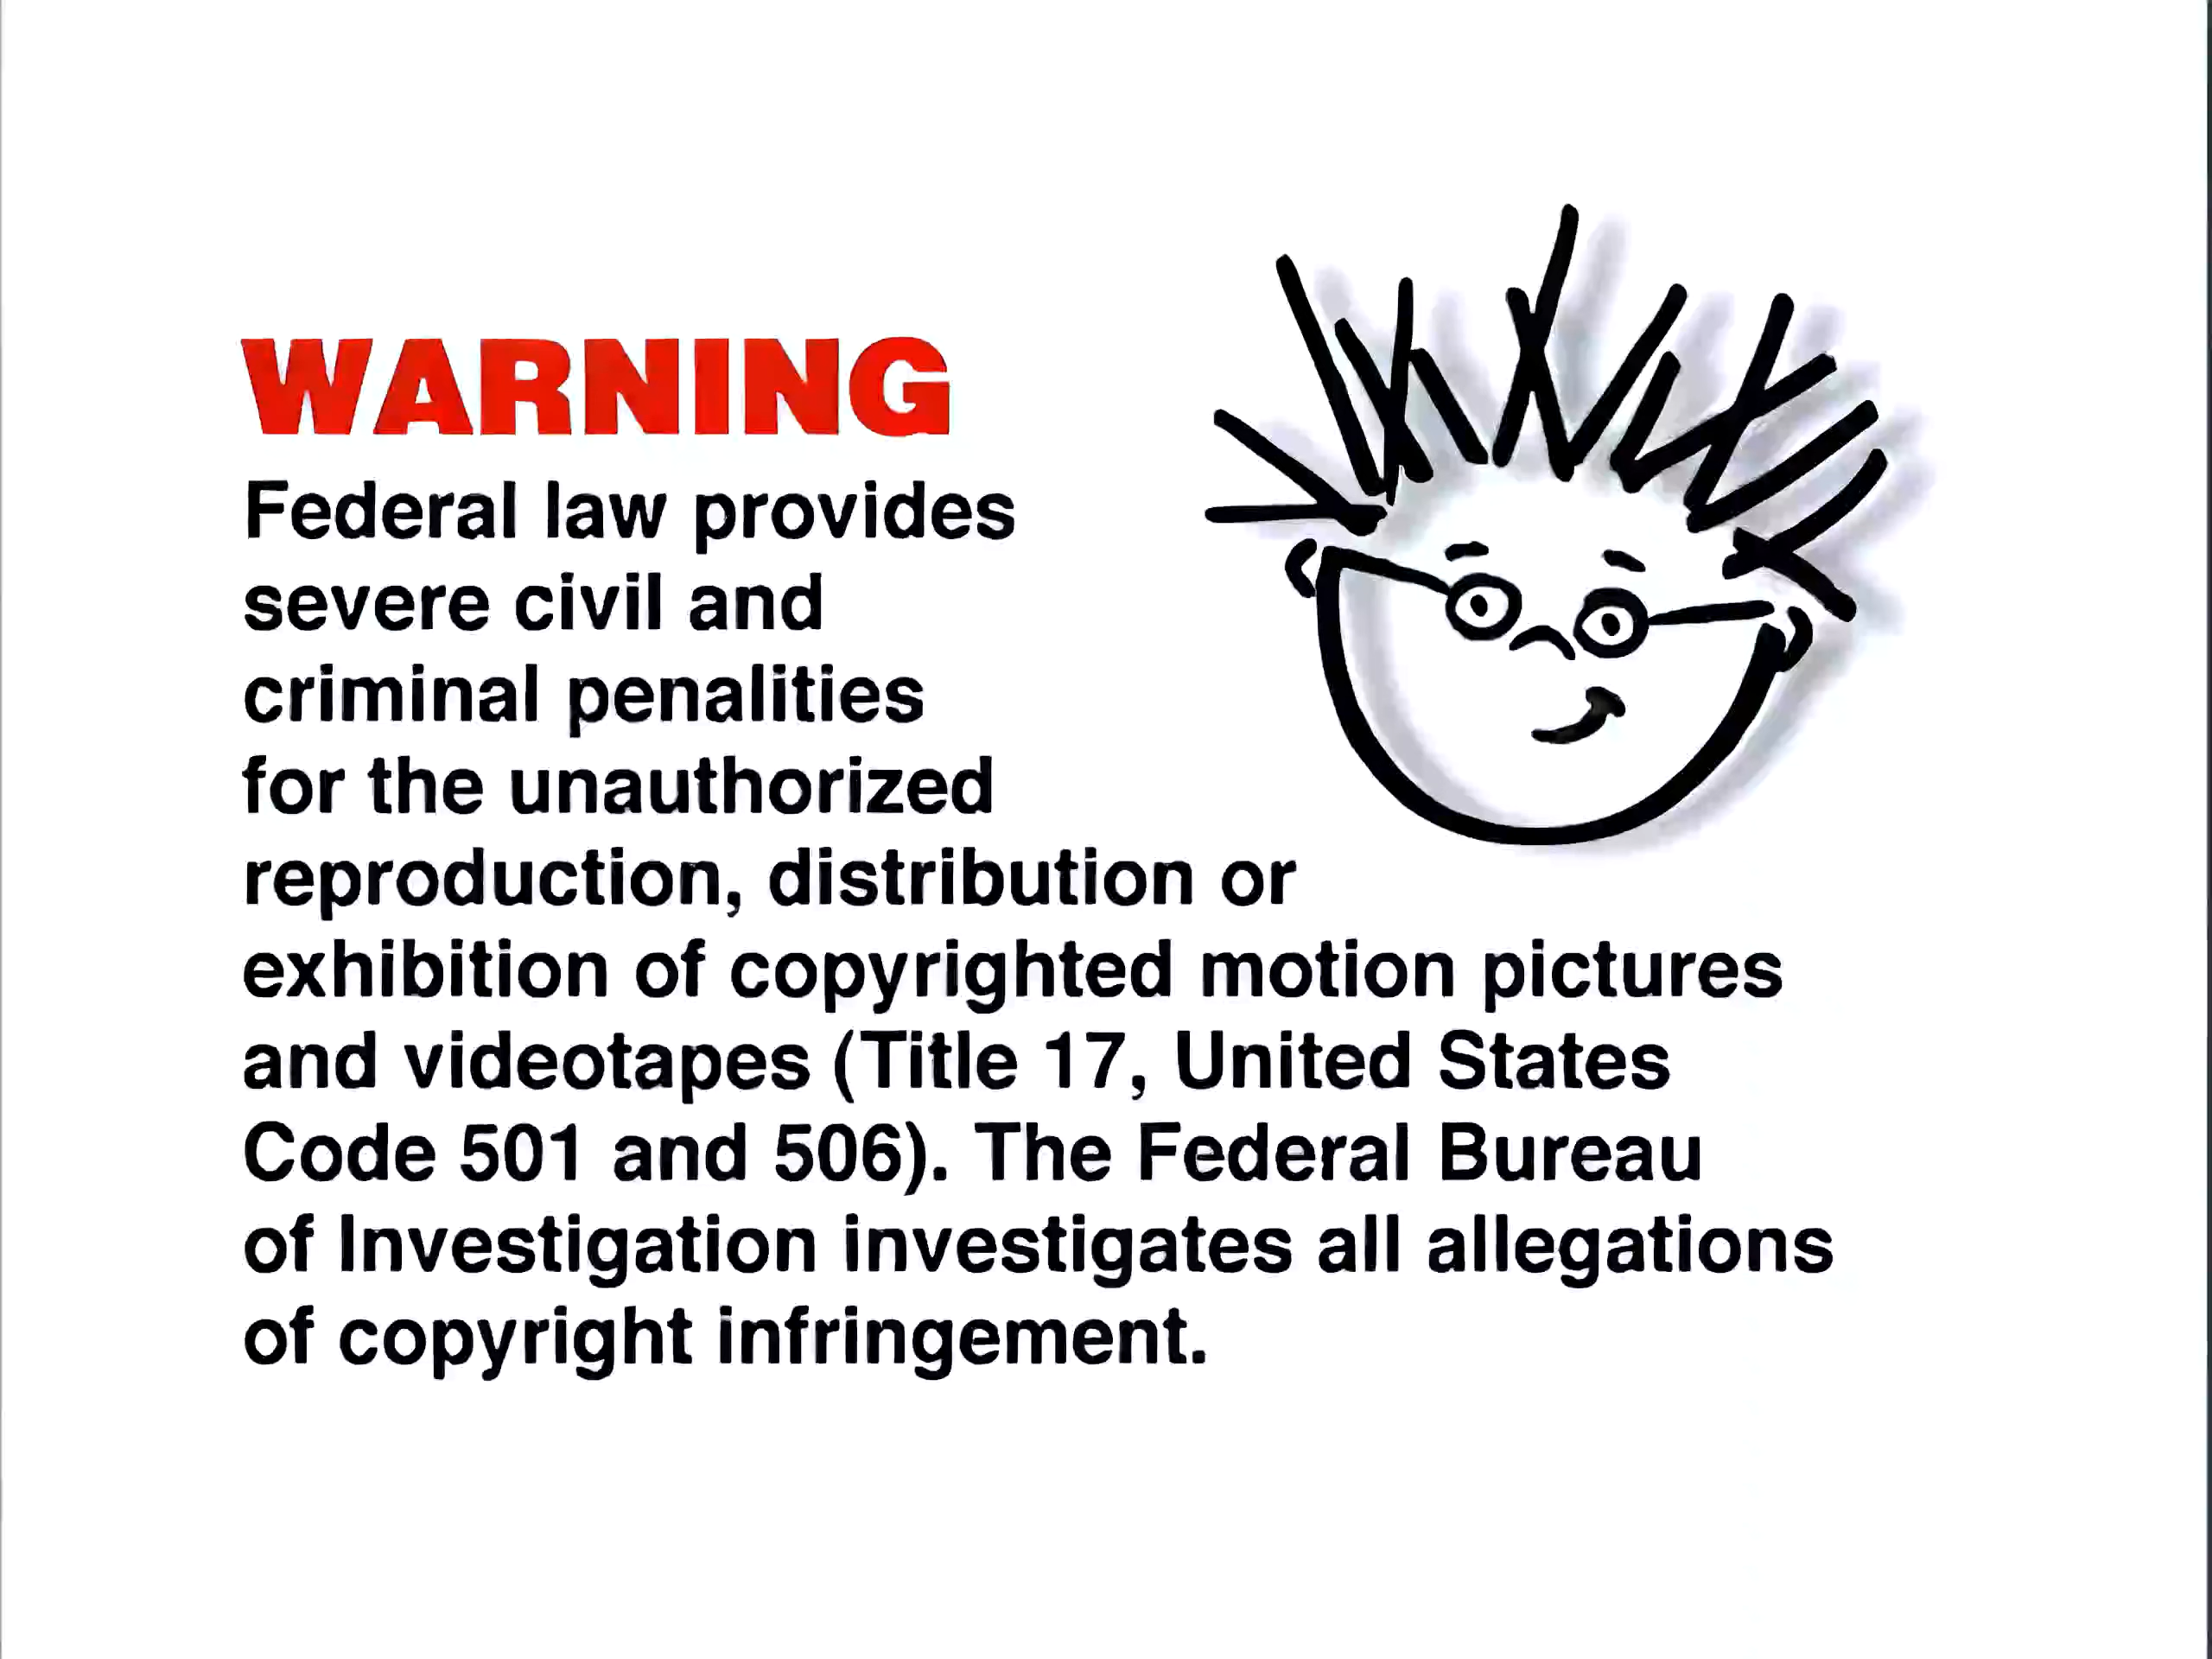 WARNING
Federal law provides
severe civil and
criminal penalities
for the unauthorized
reproduction, distribution or
exhibition of copyrighted motion pictures
and videotapes (Title 17, United States
Code 501 and 506). The Federal Bureau
of Investigation investigates all allegations
of copyright infringement.